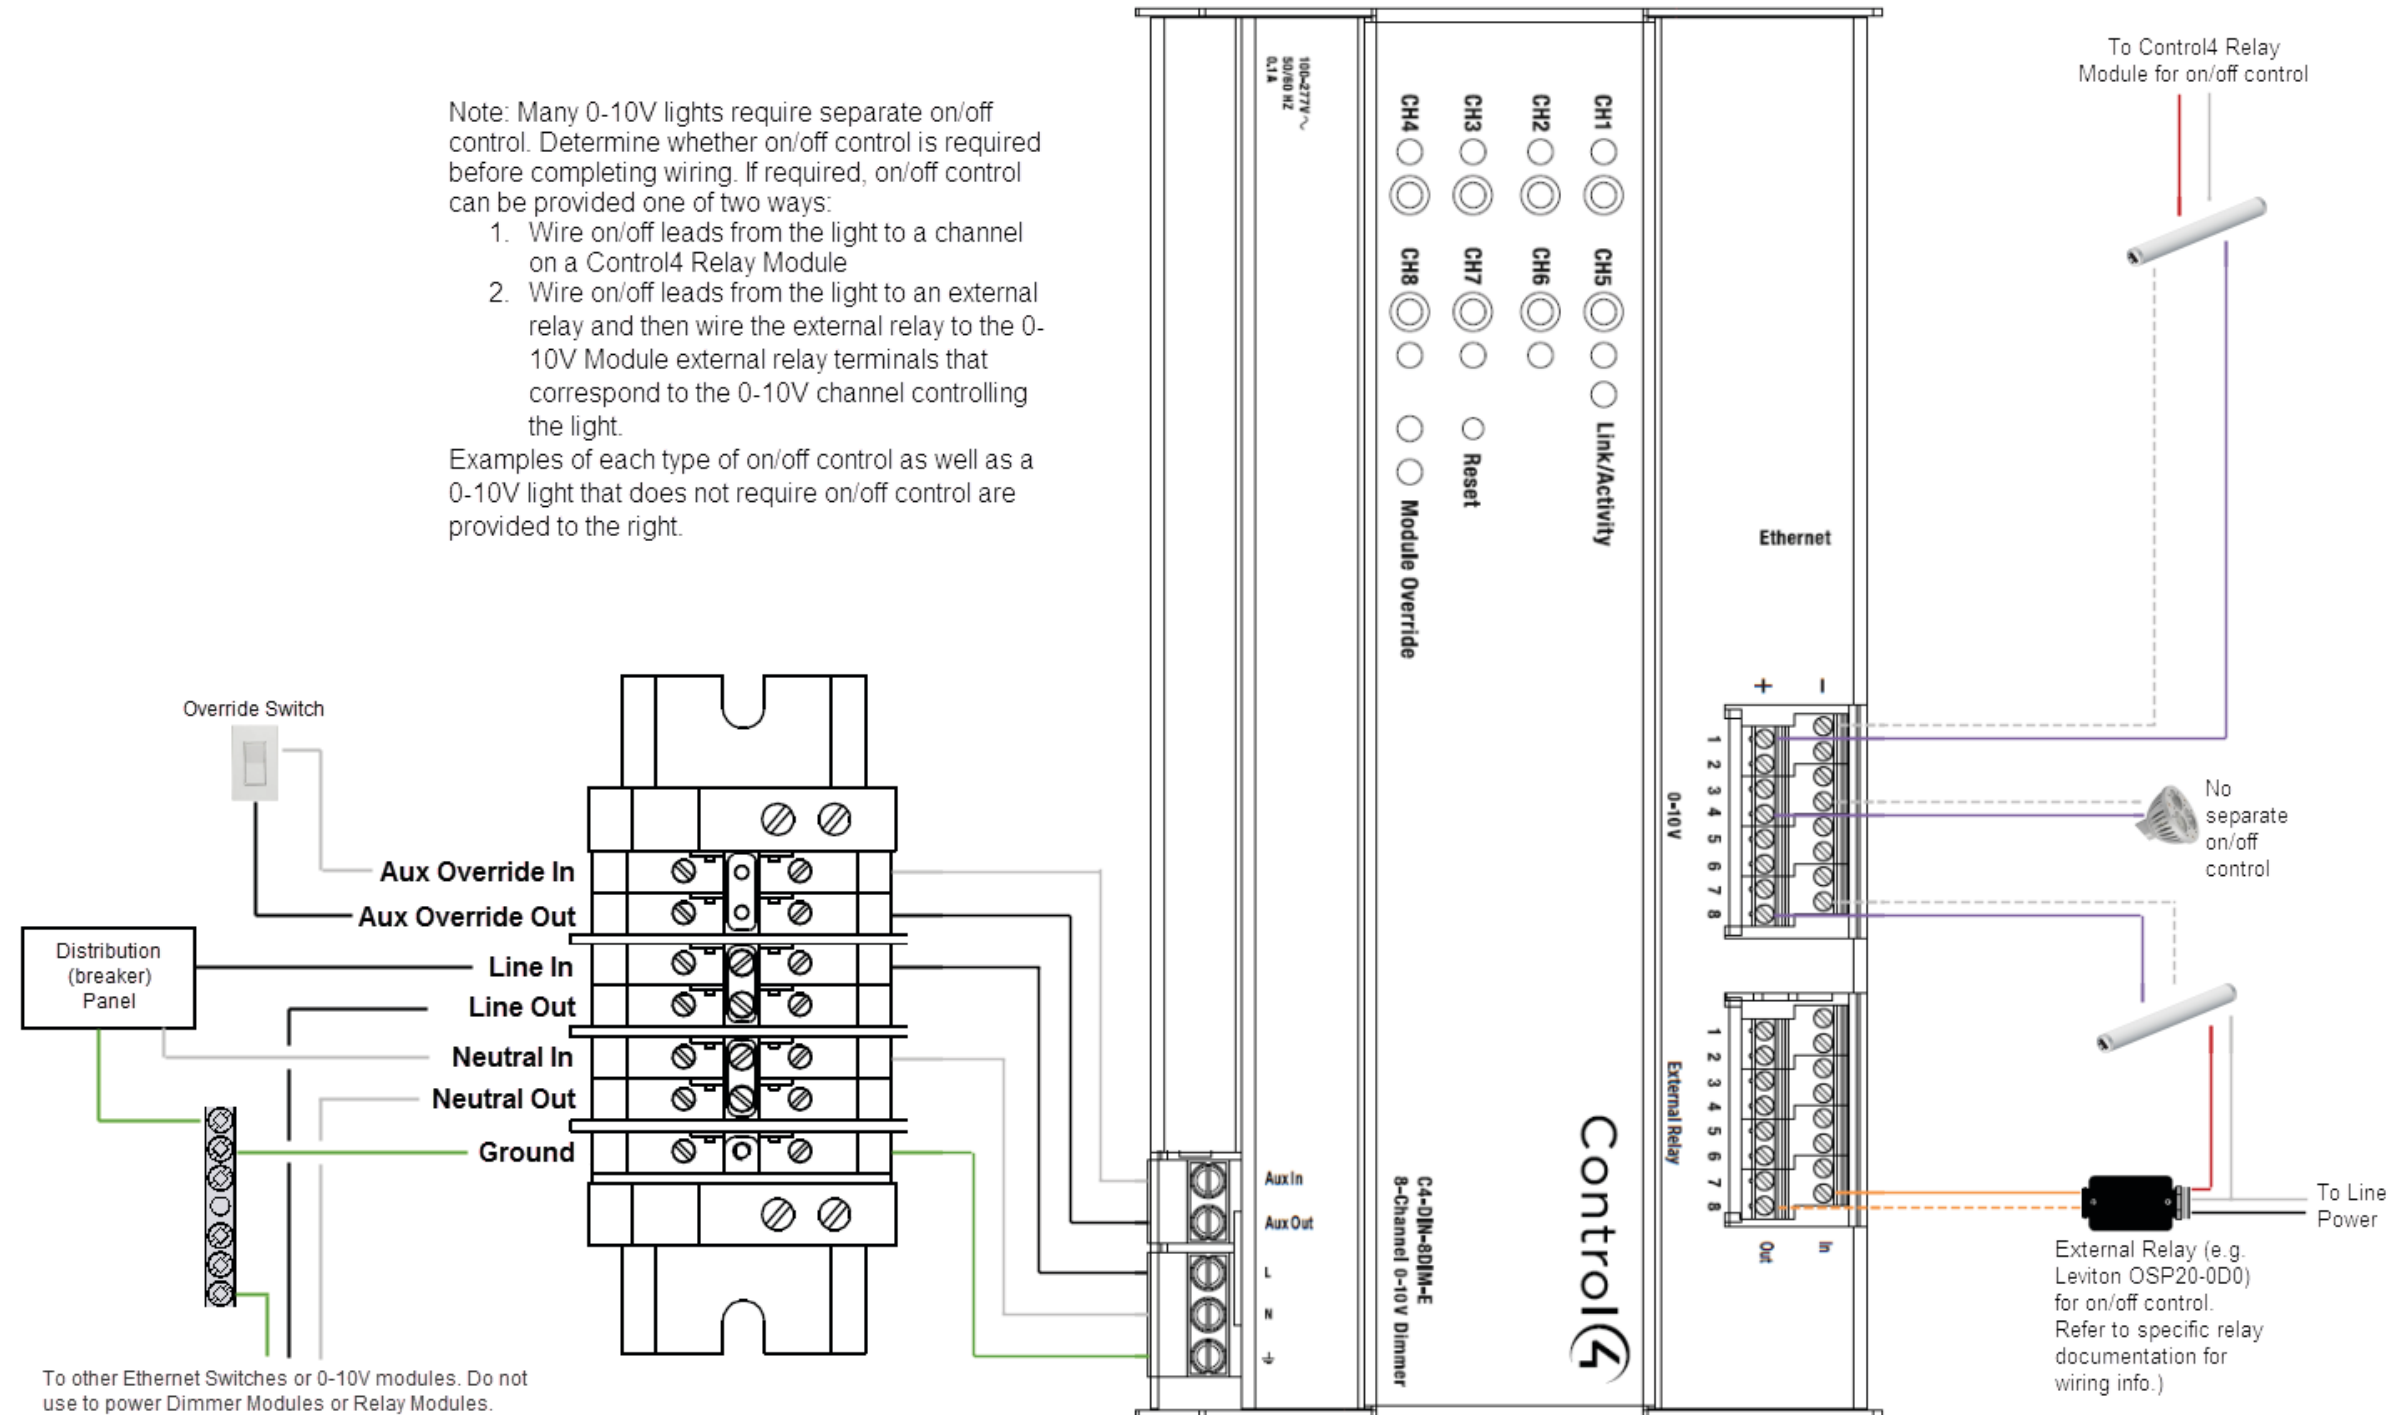 Note: Many 0-10V lights require separate on/off
control. Determine whether on/off control is required
before completing wiring. If required, on/off control
can be provided one of two ways:
1. Wire on/off leads from the light to a channel
on a Control4 Relay Module
2. Wire on/off leads from the light to an external
relay and then wire the external relay to the 0-
10V Module external relay terminals that
correspond to the 0-10V channel controlling
the light.
Examples of each type of on/off control as well as a
0-10V light that does not require on/off control are
provided to the right.
Override Switch
Aux Override In
Aux Override Out
Distribution
(breaker)
Panel
Line In
Line Out
Neutral In
Neutral Out
Ground
To other Ethernet Switches or 0-10V modules. Do not
use to power Dimmer Modules or Relay Modules.
100-277V~
50/60 HZ
0.1A
CH4
CH3
CH2
CH1
CH8
CH7
CH6
CH5
Link/Activity
Reset
Module Override
Aux In
Aux Out
L
N
C4-DIN-8DIM-E
8-Channel 0-10V Dimmer
Control4
Ethernet
+ -
0-10V
1
2
3
4
5
6
7
8
External Relay
1
2
3
4
5
6
7
8
Out
In
To Control4 Relay
Module for on/off control
No
separate
on/off
control
To Line
Power
External Relay (e.g.
Leviton OSP20-0D0)
for on/off control.
Refer to specific relay
documentation for
wiring info.)